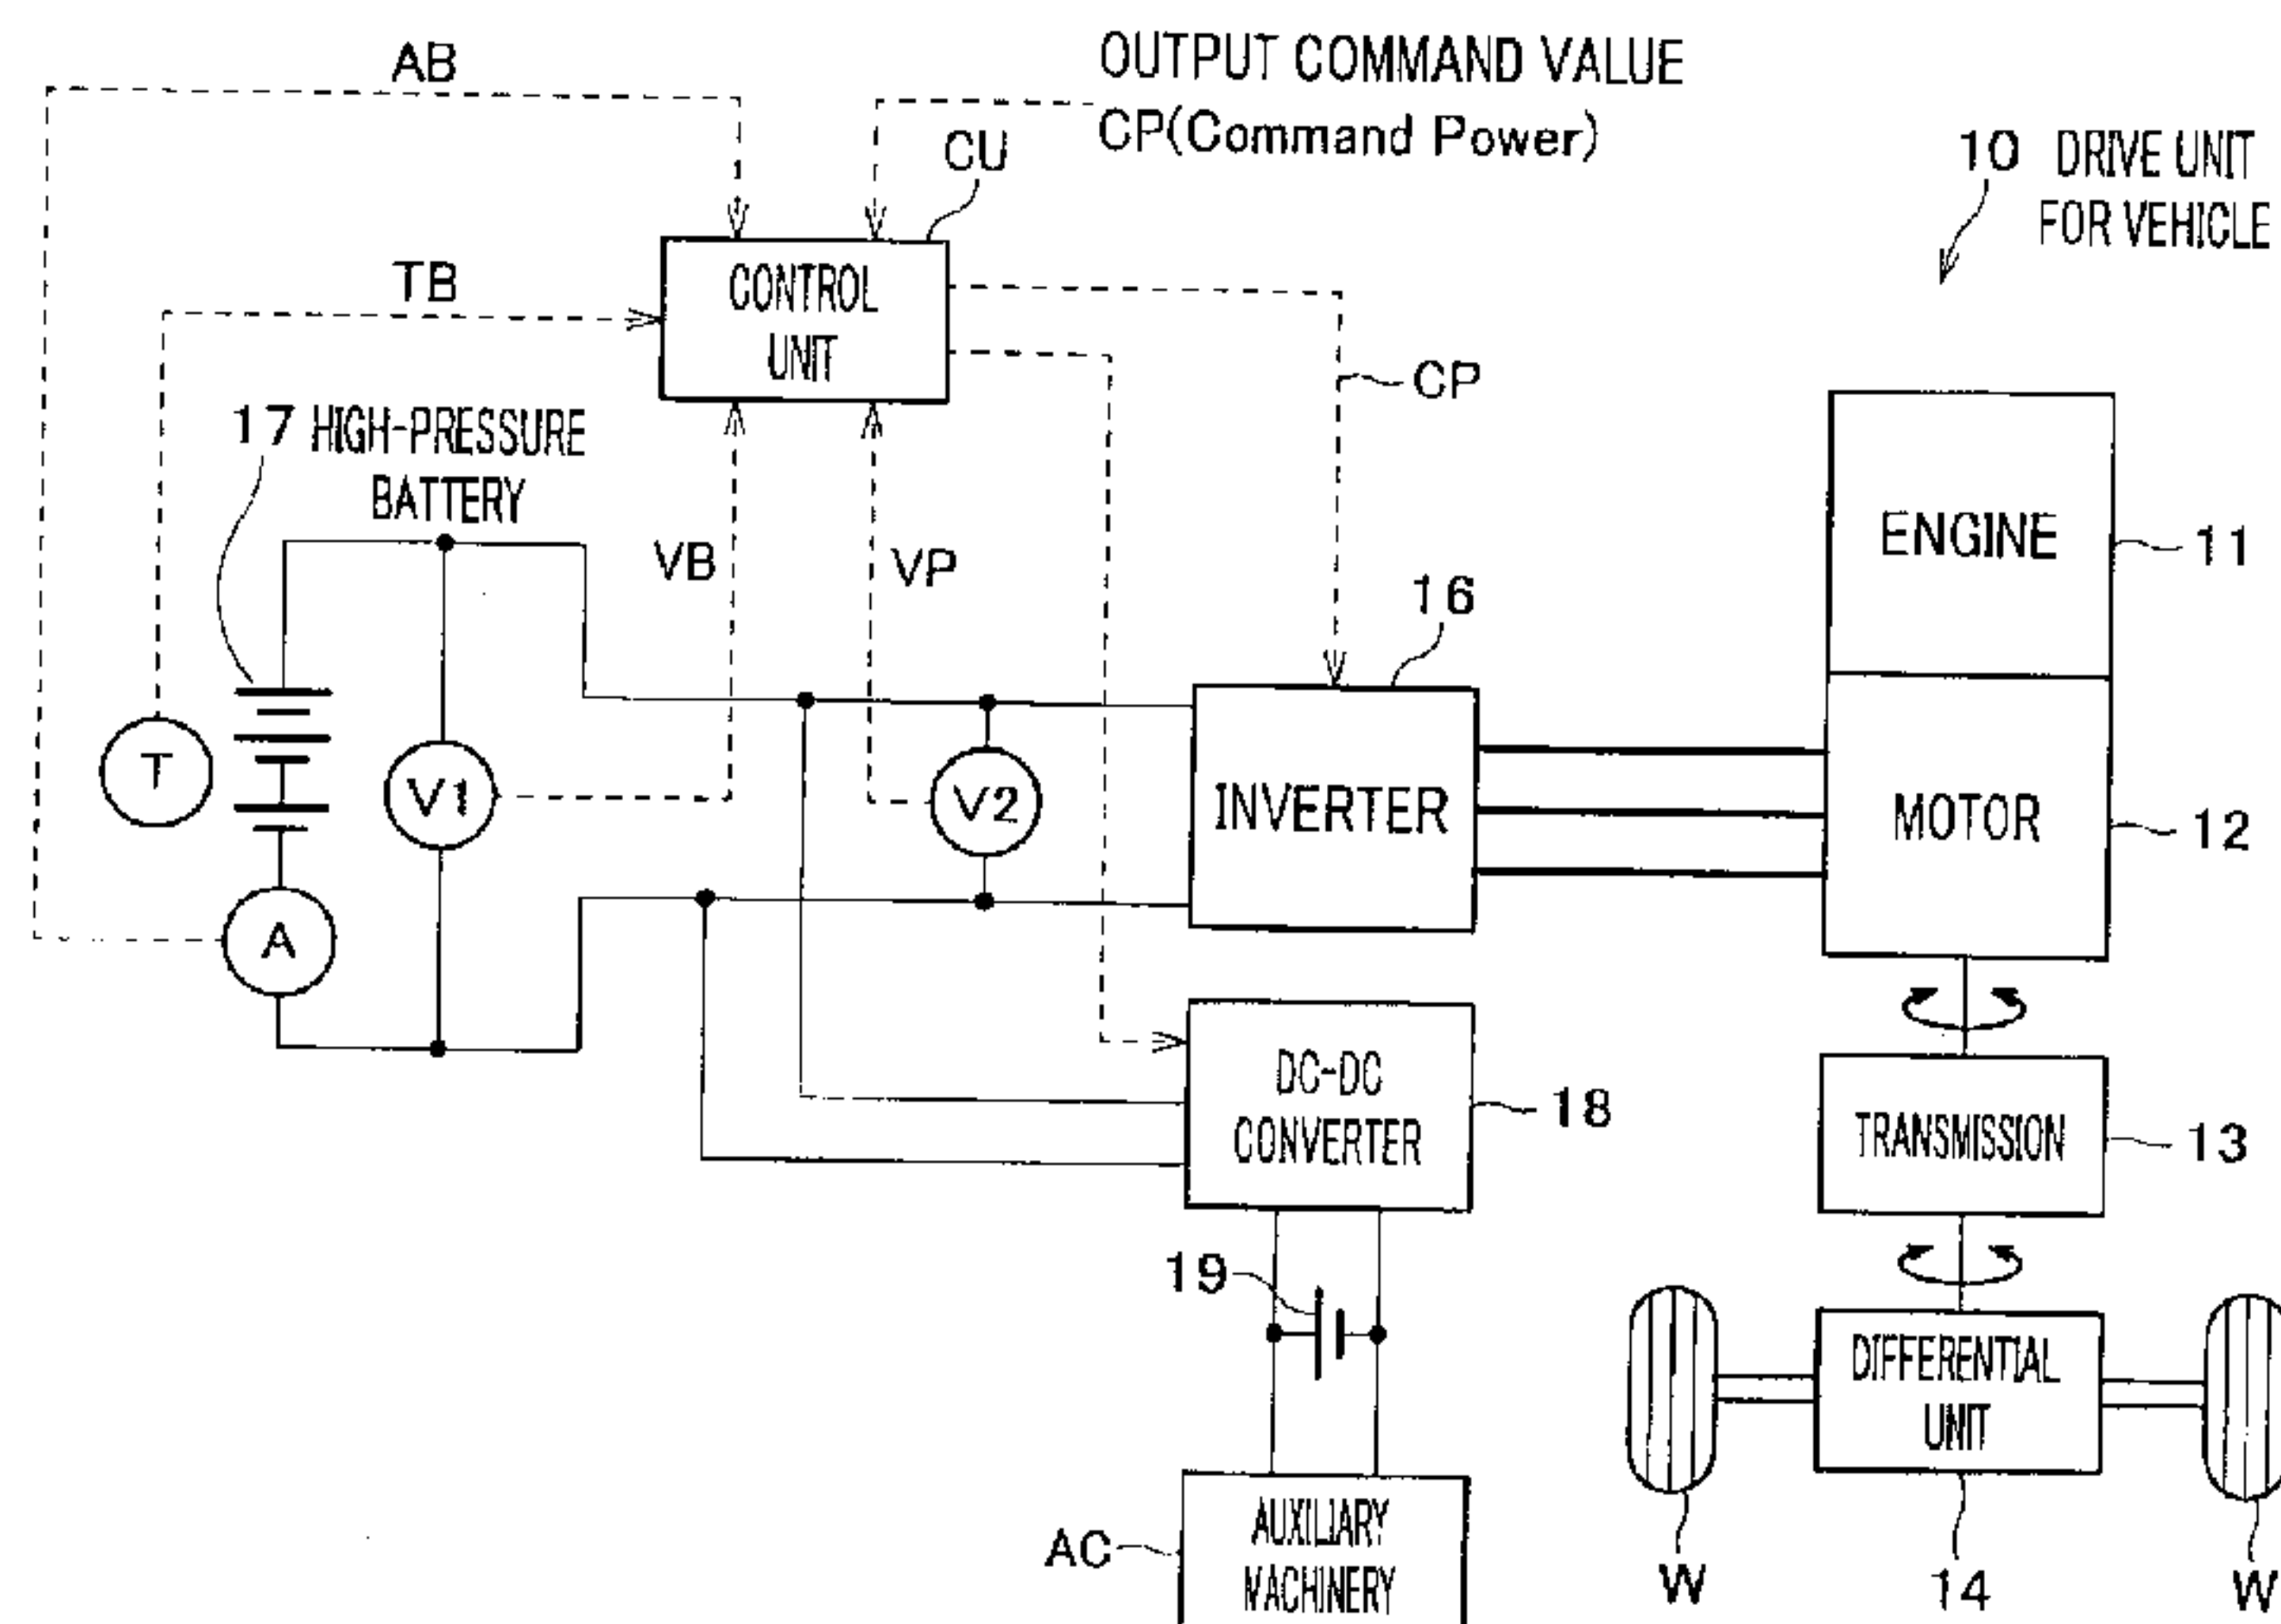 AB
OUTPUT COMMAND VALUE
CP(Command Power)
CU
10 DRIVE UNIT
FOR VEHICLE
TB
CONTROL
UNIT
CP
17 HIGH-PRESSURE
BATTERY
VB
VP
16
ENGINE
11
T
V1
V2
INVERTER
MOTOR
12
A
DC-DC
CONVERTER
18
TRANSMISSION
13
19
DIFFERENTIAL
UNIT
AC
AUXILIARY
MACHINERY
W
14
W